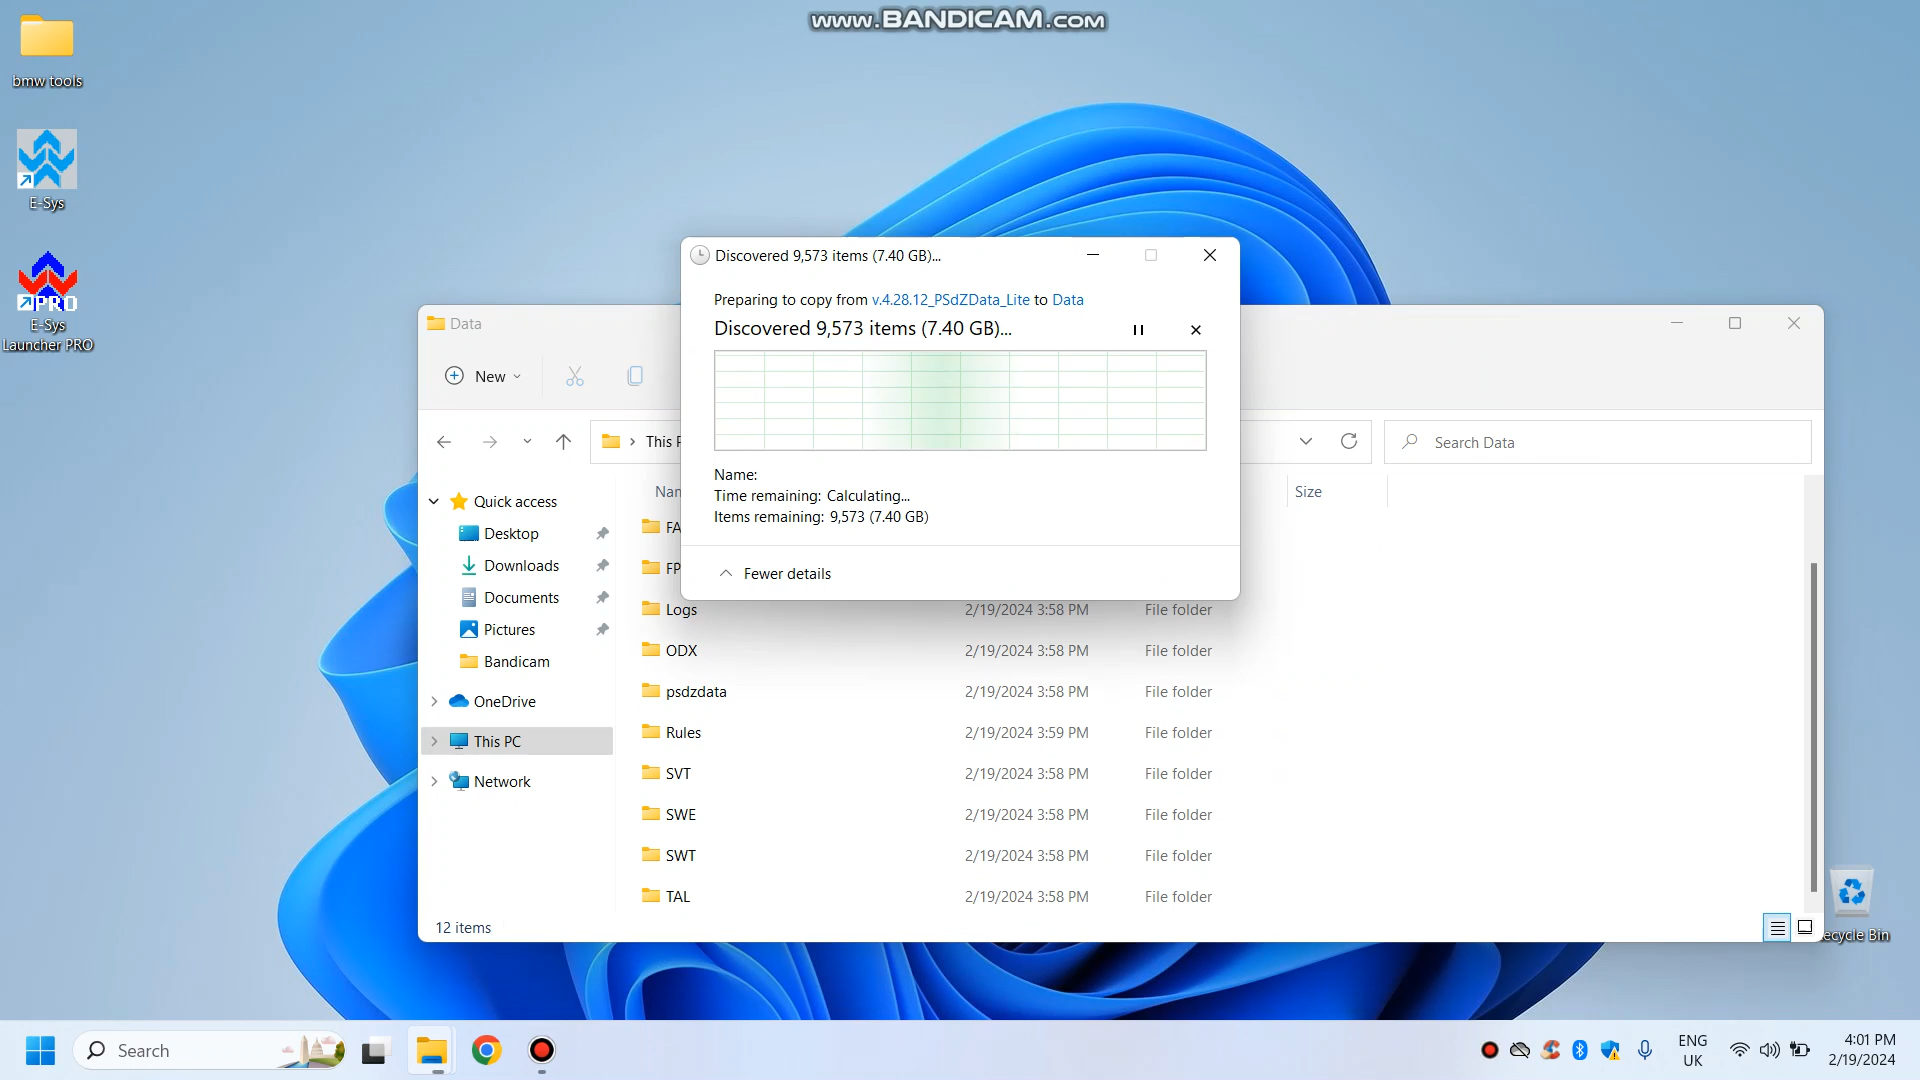 www.BANDICAM.com
bmw tools
E-Sys
PRO
E-Sys
Launcher PRO
Discovered 9,573 items (7.40 GB)...
Preparing to copy from v.4.28.12_PSdZData_Lite to Data
Discovered 9,573 items (7.40 GB)...
Name:
Time remaining: Calculating...
Items remaining: 9,573 (7.40 GB)
Fewer details
Data
New
This P
Search Data
Nam
Size
Quick access
Desktop
Downloads
Documents
Pictures
Bandicam
OneDrive
This PC
Network
FA
FP
Logs 2/19/2024 3:58 PM File folder
ODX 2/19/2024 3:58 PM File folder
psdzdata 2/19/2024 3:58 PM File folder
Rules 2/19/2024 3:59 PM File folder
SVT 2/19/2024 3:58 PM File folder
SWE 2/19/2024 3:58 PM File folder
SWT 2/19/2024 3:58 PM File folder
TAL 2/19/2024 3:58 PM File folder
12 items
ecycle Bin
Search
ENG
UK
4:01 PM
2/19/2024